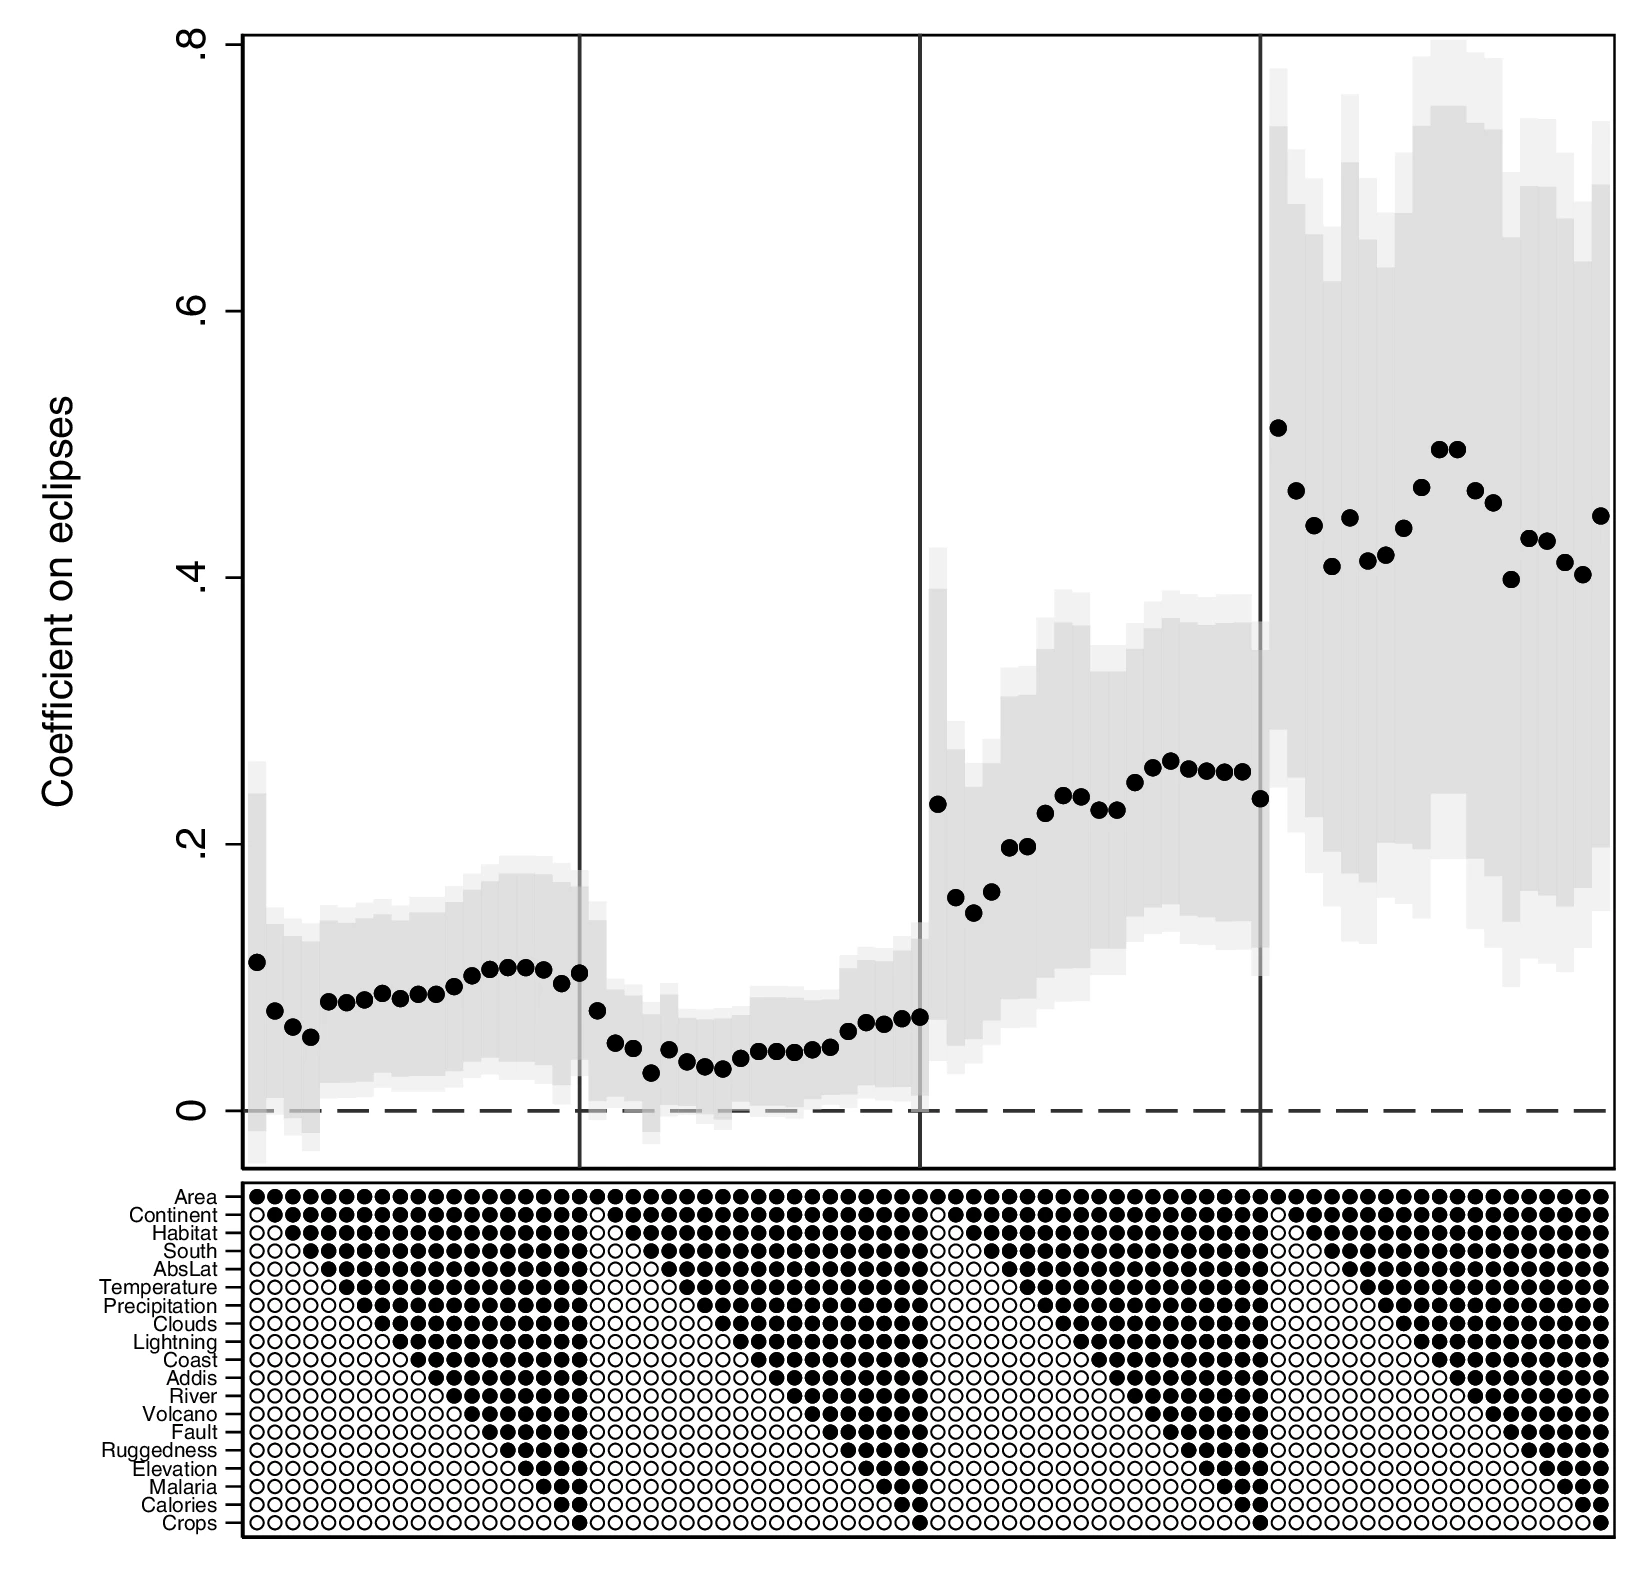 Coefficient on eclipses
.8
.6
.4
.2
0
Area
Continent
Habitat
South
AbsLat
Temperature
Precipitation
Clouds
Lightning
Coast
Addis
River
Volcano
Fault
Ruggedness
Elevation
Malaria
Calories
Crops